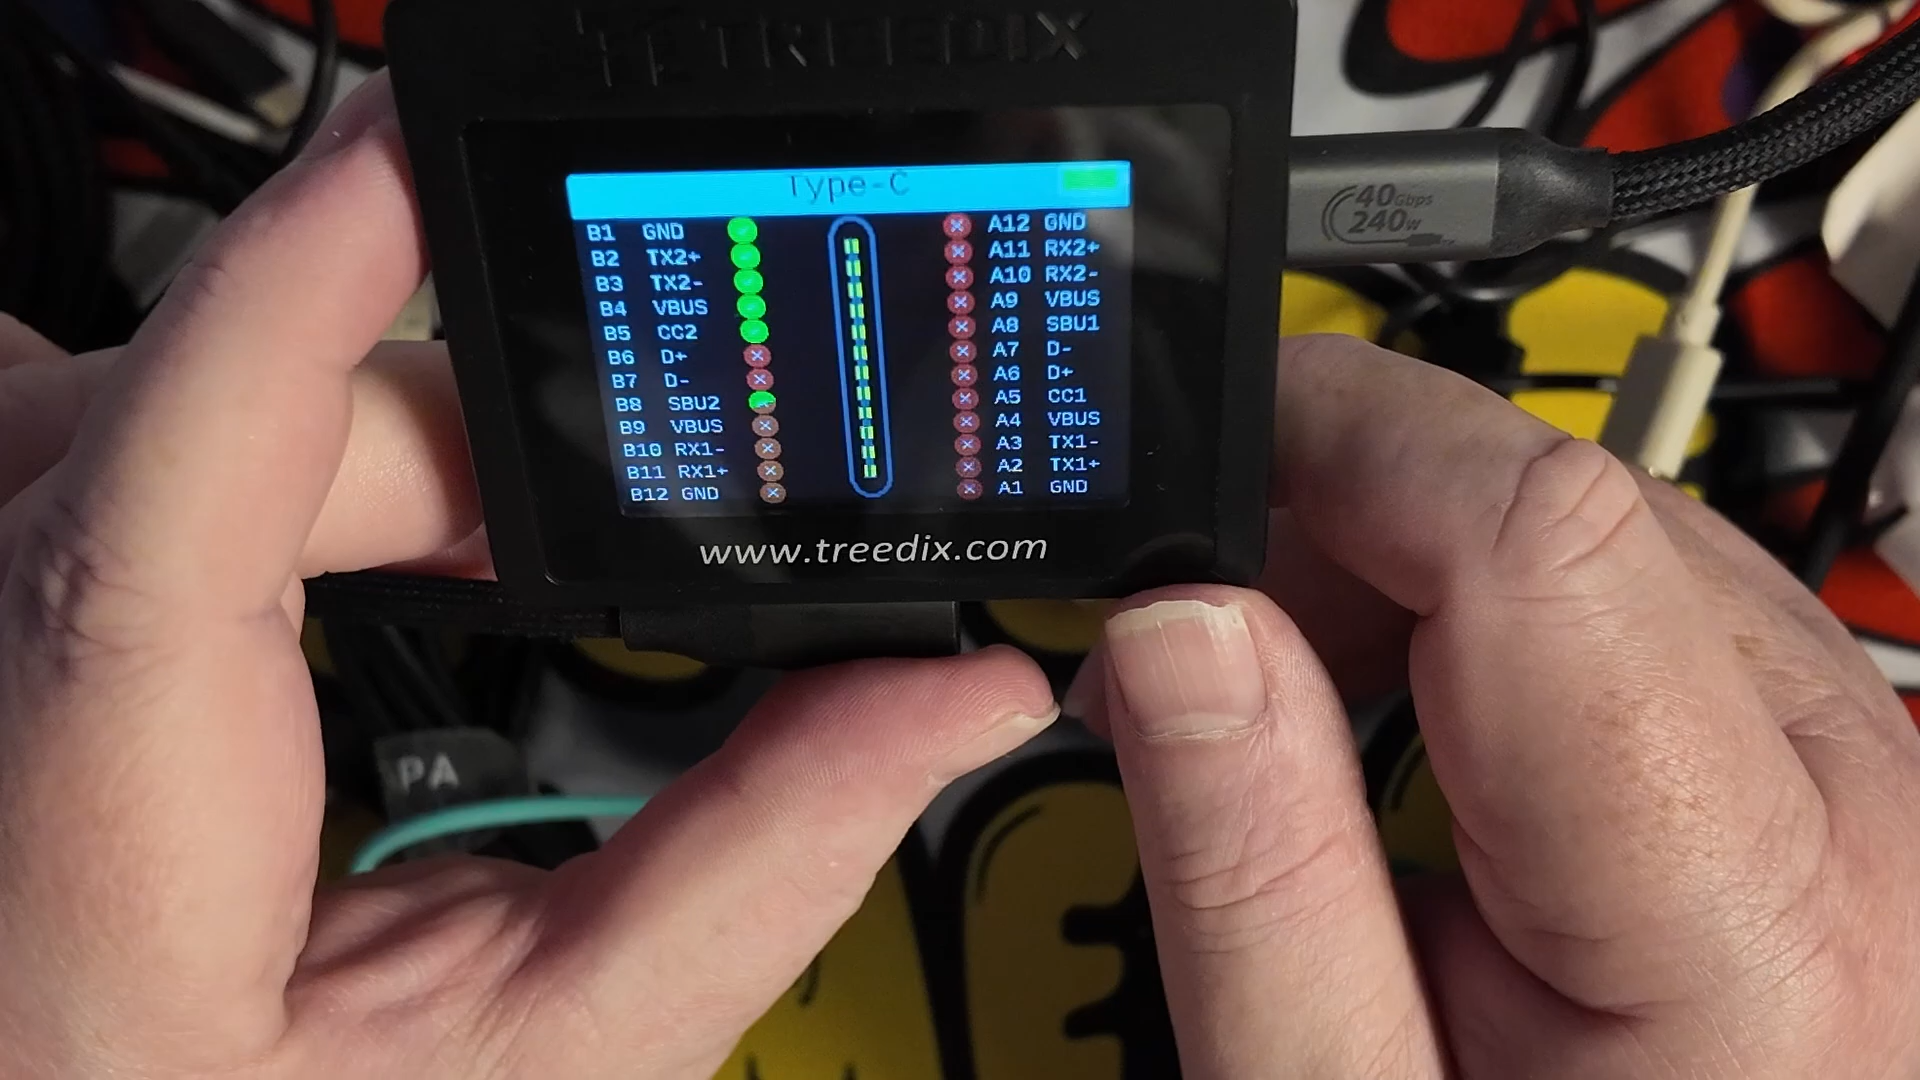 TREEDIX
Type-C
B1 GND A12 GND
B2 TX2+ A11 RX2+
B3 TX2- A10 RX2-
B4 VBUS A9 VBUS
B5 CC2 A8 SBU1
B6 D+ A7 D-
B7 D- A6 D+
B8 SBU2 A5 CC1
B9 VBUS A4 VBUS
B10 RX1- A3 TX1-
B11 RX1+ A2 TX1+
B12 GND A1 GND
www.treedix.com
40Gbps
240W
PA